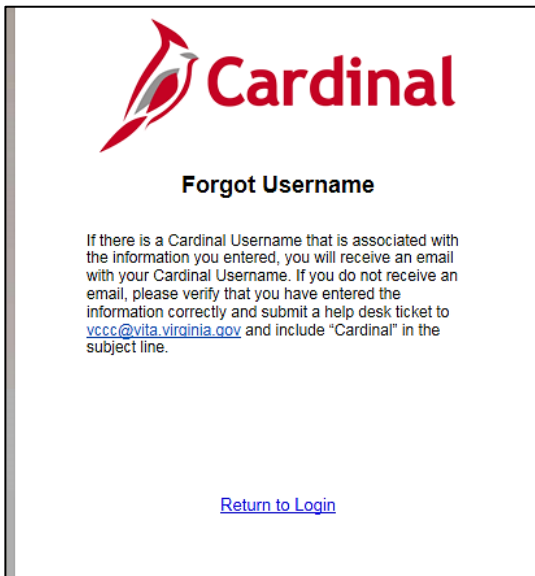 Cardinal
Forgot Username
If there is a Cardinal Username that is associated with
the information you entered, you will receive an email
with your Cardinal Username. If you do not receive an
email, please verify that you have entered the
information correctly and submit a help desk ticket to
vccc@vita.virginia.gov and include “Cardinal” in the
subject line.
Return to Login